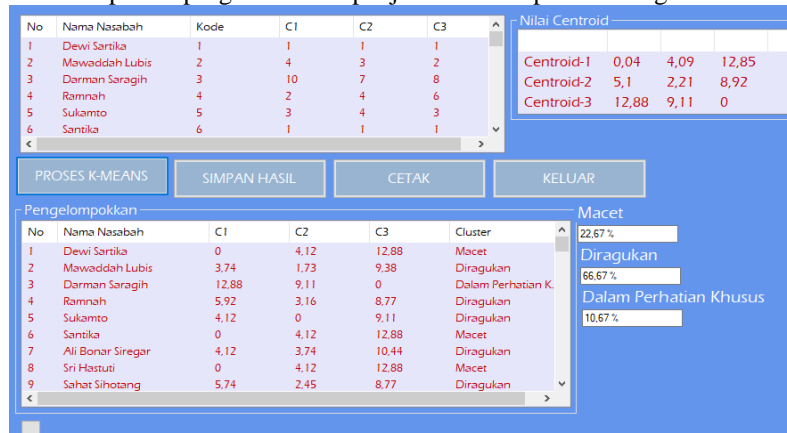 No Nama Nasabah Kode C1 C2 C3
1 Dewi Sartika 1 1 1 1
2 Mawaddah Lubis 2 4 3 2
3 Darman Saragih 3 10 7 8
4 Ramnah 4 2 4 6
5 Sukamto 5 3 4 3
6 Santika 6 1 1 1
Nilai Centroid
Centroid-1 0,04 4,09 12,85
Centroid-2 5,1 2,21 8,92
Centroid-3 12,88 9,11 0
PROSES K-MEANS SIMPAN HASIL CETAK KELUAR
Pengelompokkan
No Nama Nasabah C1 C2 C3 Cluster
1 Dewi Sartika 0 4,12 12,88 Macet
2 Mawaddah Lubis 3,74 1,73 9,38 Diragukan
3 Darman Saragih 12,88 9,11 0 Dalam Perhatian K...
4 Ramnah 5,92 3,16 8,77 Diragukan
5 Sukamto 4,12 0 9,11 Diragukan
6 Santika 0 4,12 12,88 Macet
7 Ali Bonar Siregar 4,12 3,74 10,44 Diragukan
8 Sri Hastuti 0 4,12 12,88 Macet
9 Sahat Sihotang 5,74 2,45 8,77 Diragukan
Macet
22,67 %
Diragukan
66,67 %
Dalam Perhatian Khusus
10,67 %